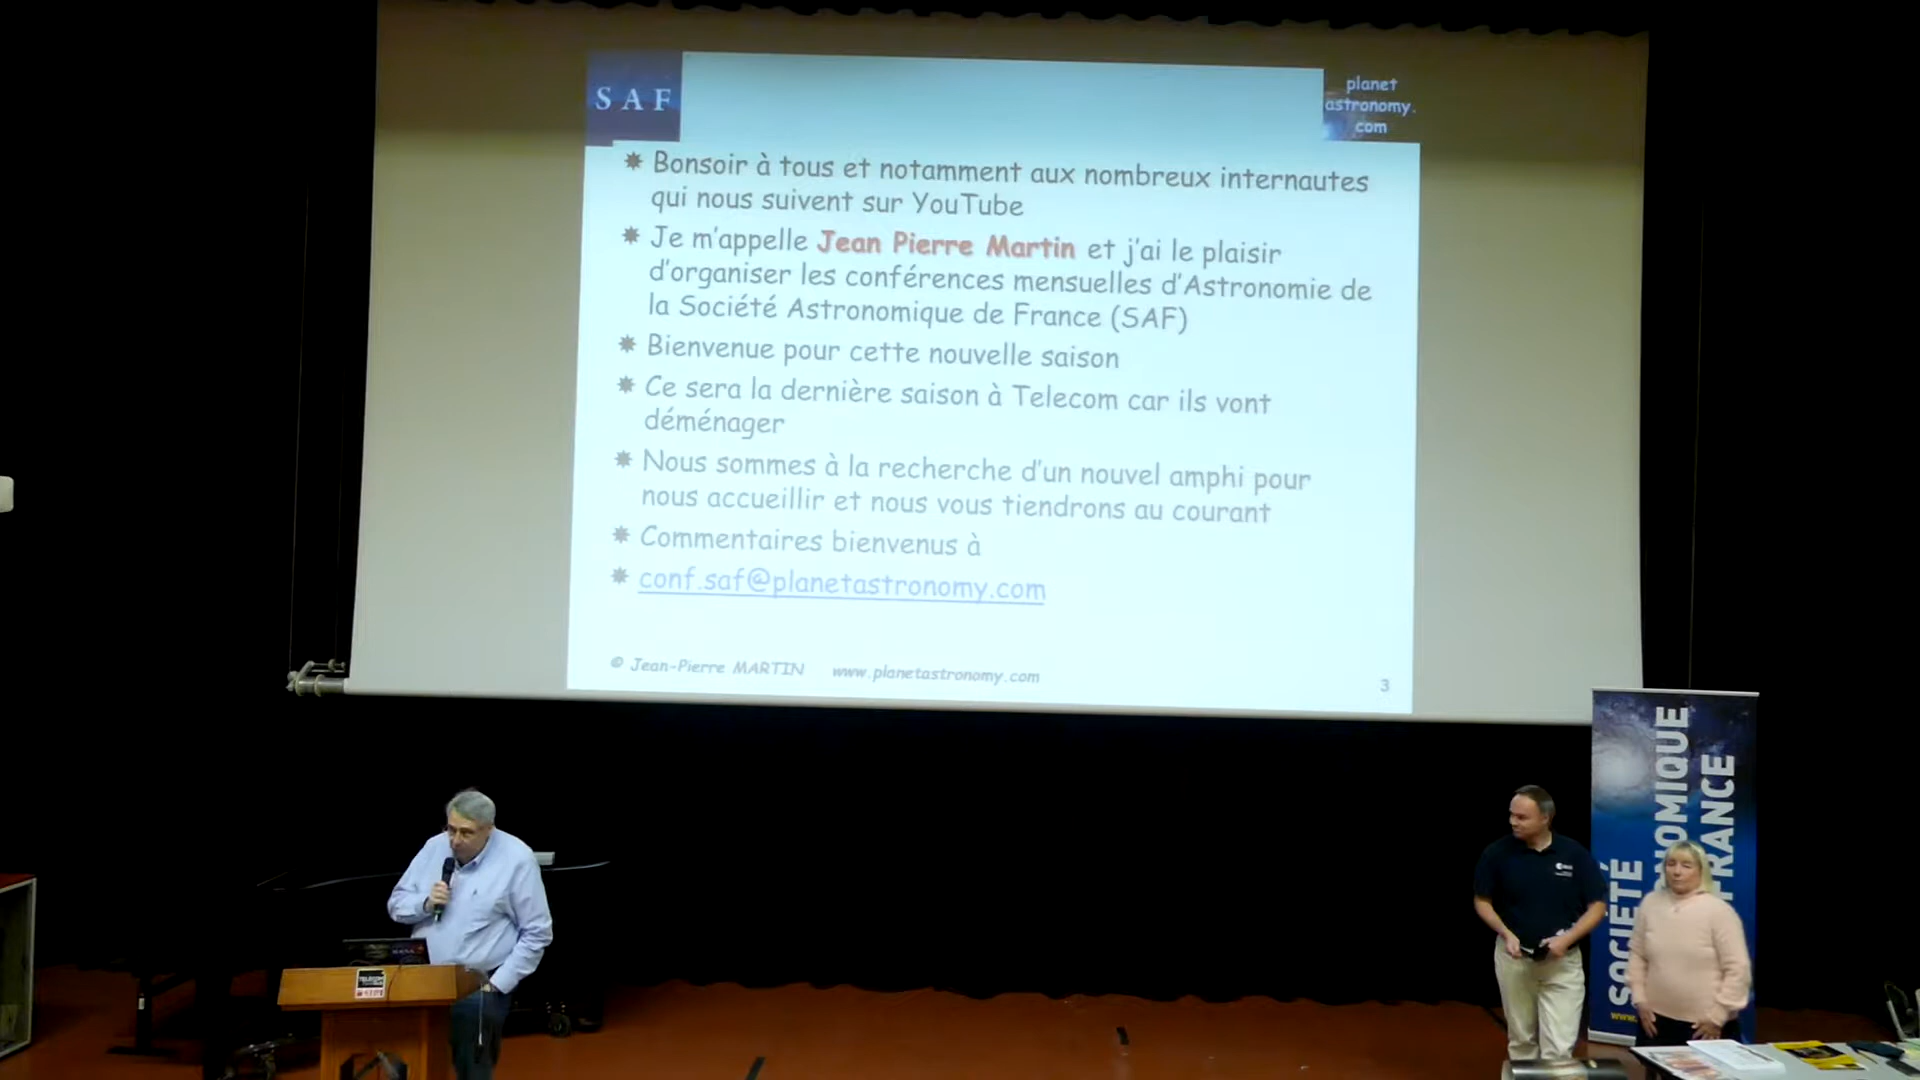 SAF
planet
astronomy.
com
Bonsoir à tous et notamment aux nombreux internautes
qui nous suivent sur YouTube
Je m'appelle Jean Pierre Martin et j'ai le plaisir
d'organiser les conférences mensuelles d'Astronomie de
la Société Astronomique de France (SAF)
Bienvenue pour cette nouvelle saison
Ce sera la dernière saison à Telecom car ils vont
déménager
Nous sommes à la recherche d'un nouvel amphi pour
nous accueillir et nous vous tiendrons au courant
Commentaires bienvenus à
conf.saf@planetastronomy.com
© Jean-Pierre MARTIN www.planetastronomy.com
3
SOCIÉTÉ
NOMIQUE
FRANCE
www.
TELECOM